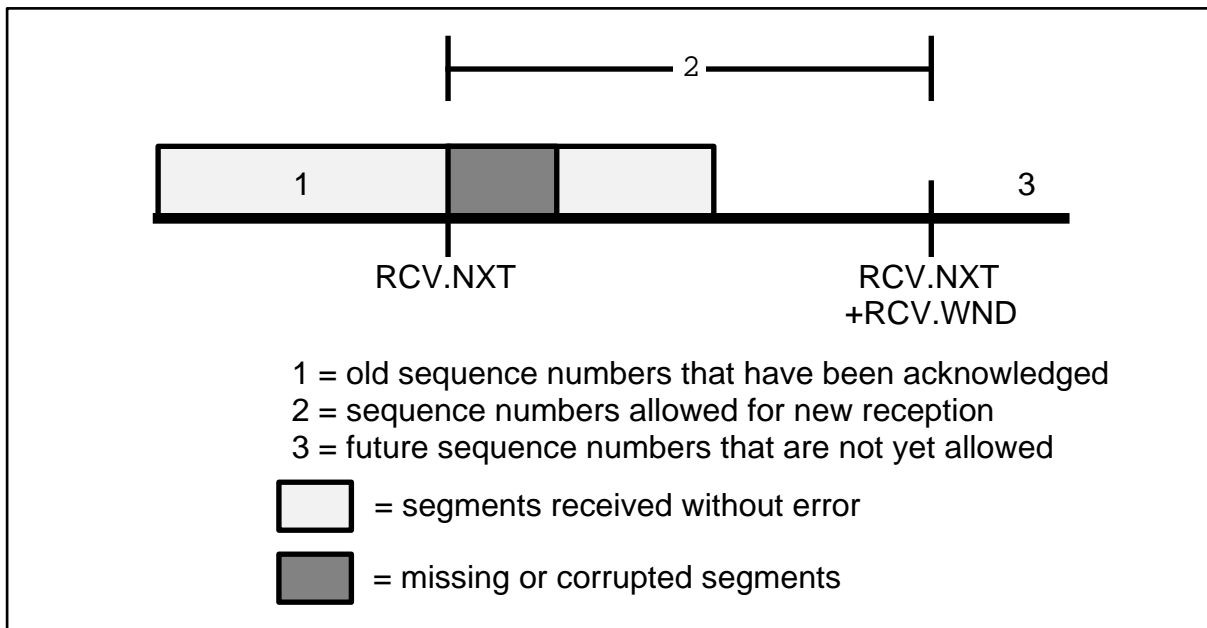 2
1
3
RCV.NXT
RCV.NXT
+RCV.WND
1 = old sequence numbers that have been acknowledged
2 = sequence numbers allowed for new reception
3 = future sequence numbers that are not yet allowed
= segments received without error
= missing or corrupted segments